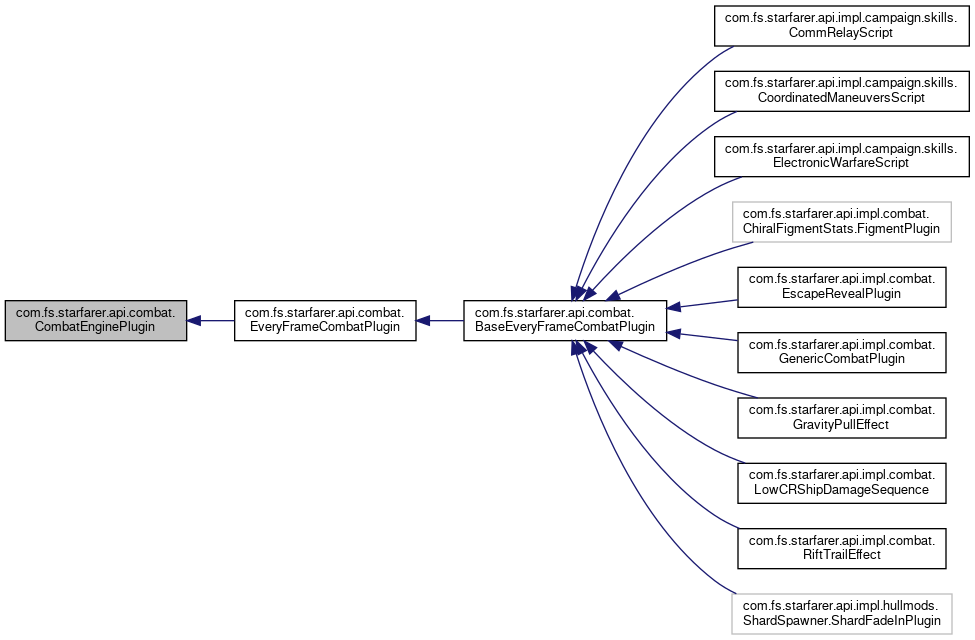 com.fs.starfarer.api.impl.campaign.skills.
CommRelayScript
com.fs.starfarer.api.impl.campaign.skills.
CoordinatedManeuversScript
com.fs.starfarer.api.impl.campaign.skills.
ElectronicWarfareScript
com.fs.starfarer.api.impl.combat.
ChiralFigmentStats.FigmentPlugin
com.fs.starfarer.api.impl.combat.
EscapeRevealPlugin
com.fs.starfarer.api.combat.
CombatEnginePlugin
com.fs.starfarer.api.combat.
EveryFrameCombatPlugin
com.fs.starfarer.api.combat.
BaseEveryFrameCombatPlugin
com.fs.starfarer.api.impl.combat.
GenericCombatPlugin
com.fs.starfarer.api.impl.combat.
GravityPullEffect
com.fs.starfarer.api.impl.combat.
LowCRShipDamageSequence
com.fs.starfarer.api.impl.combat.
RiftTrailEffect
com.fs.starfarer.api.impl.hullmods.
ShardSpawner.ShardFadeInPlugin